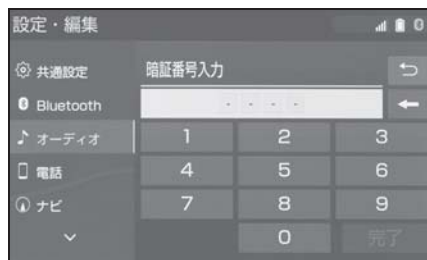 設定・編集
共通設定
Bluetooth
オーディオ
電話
ナビ
暗証番号入力
- - - -
1 2 3
4 5 6
7 8 9
0 完了